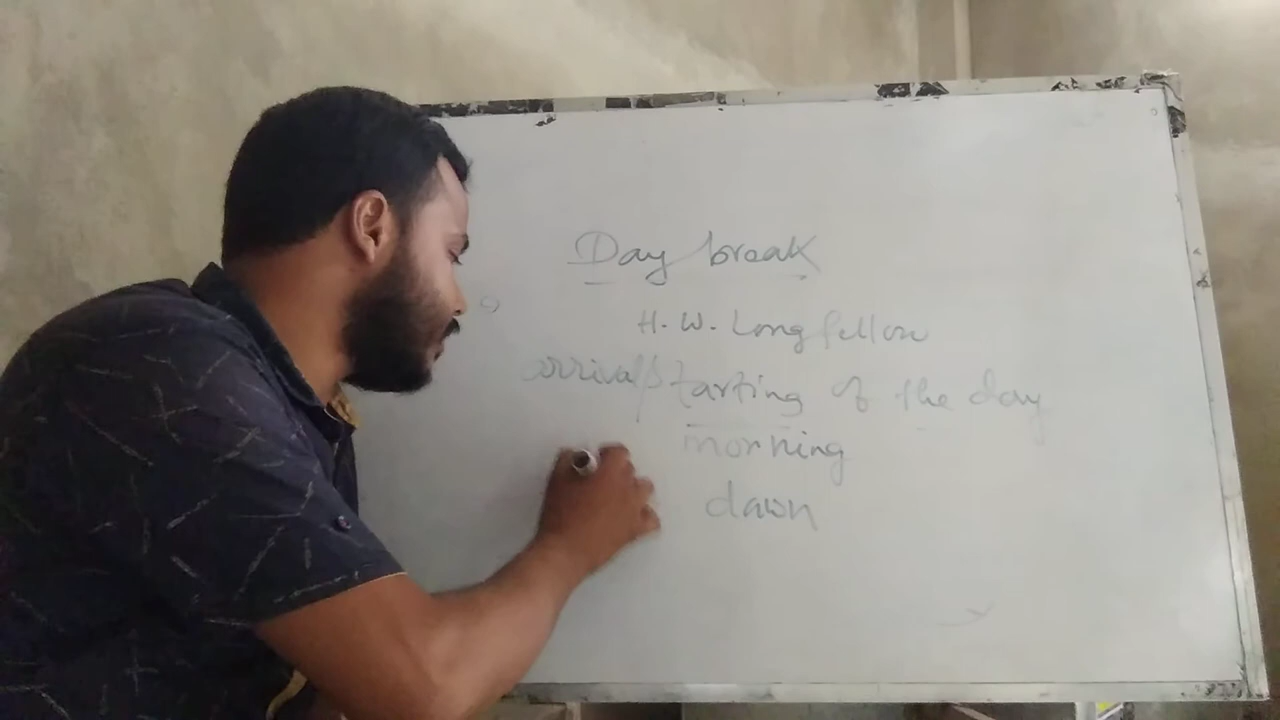 Day break
H. W. Longfellow
arrival/starting of the day
morning
dawn